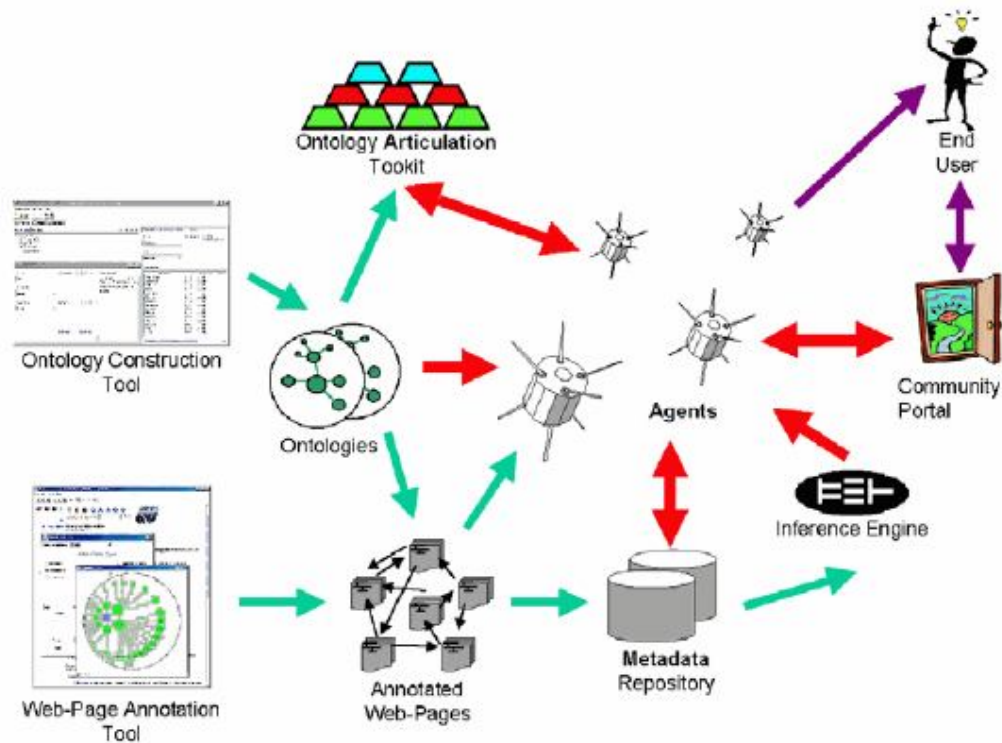 Ontology Articulation
Tookit
End
User
Ontology Construction
Tool
Ontologies
Agents
Community
Portal
Inference Engine
Web-Page Annotation
Tool
Annotated
Web-Pages
Metadata
Repository